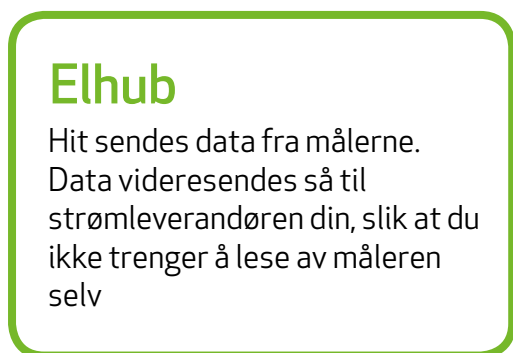 Elhub
Hit sendes data fra målerne.
Data videresendes så til
strømleverandøren din, slik at du
ikke trenger å lese av måleren
selv